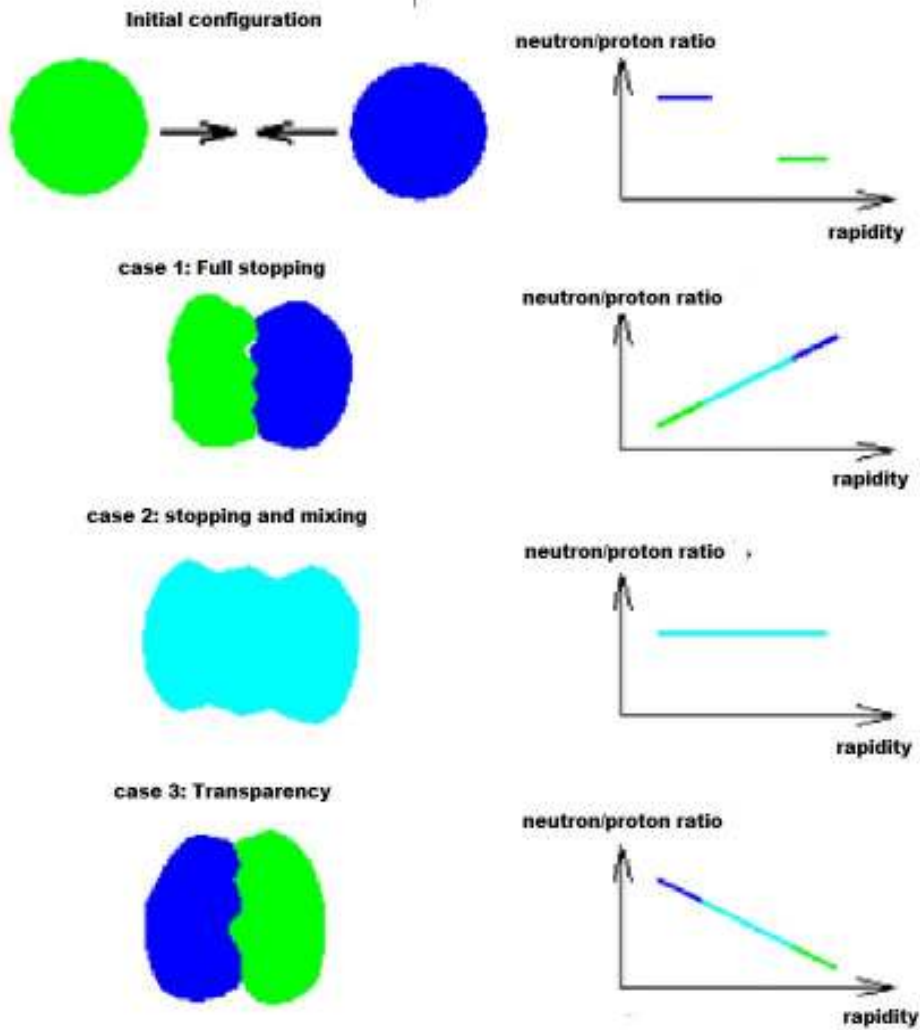 Initial configuration
neutron/proton ratio
rapidity
case 1: Full stopping
neutron/proton ratio
rapidity
case 2: stopping and mixing
neutron/proton ratio ,
rapidity
case 3: Transparency
neutron/proton ratio
rapidity